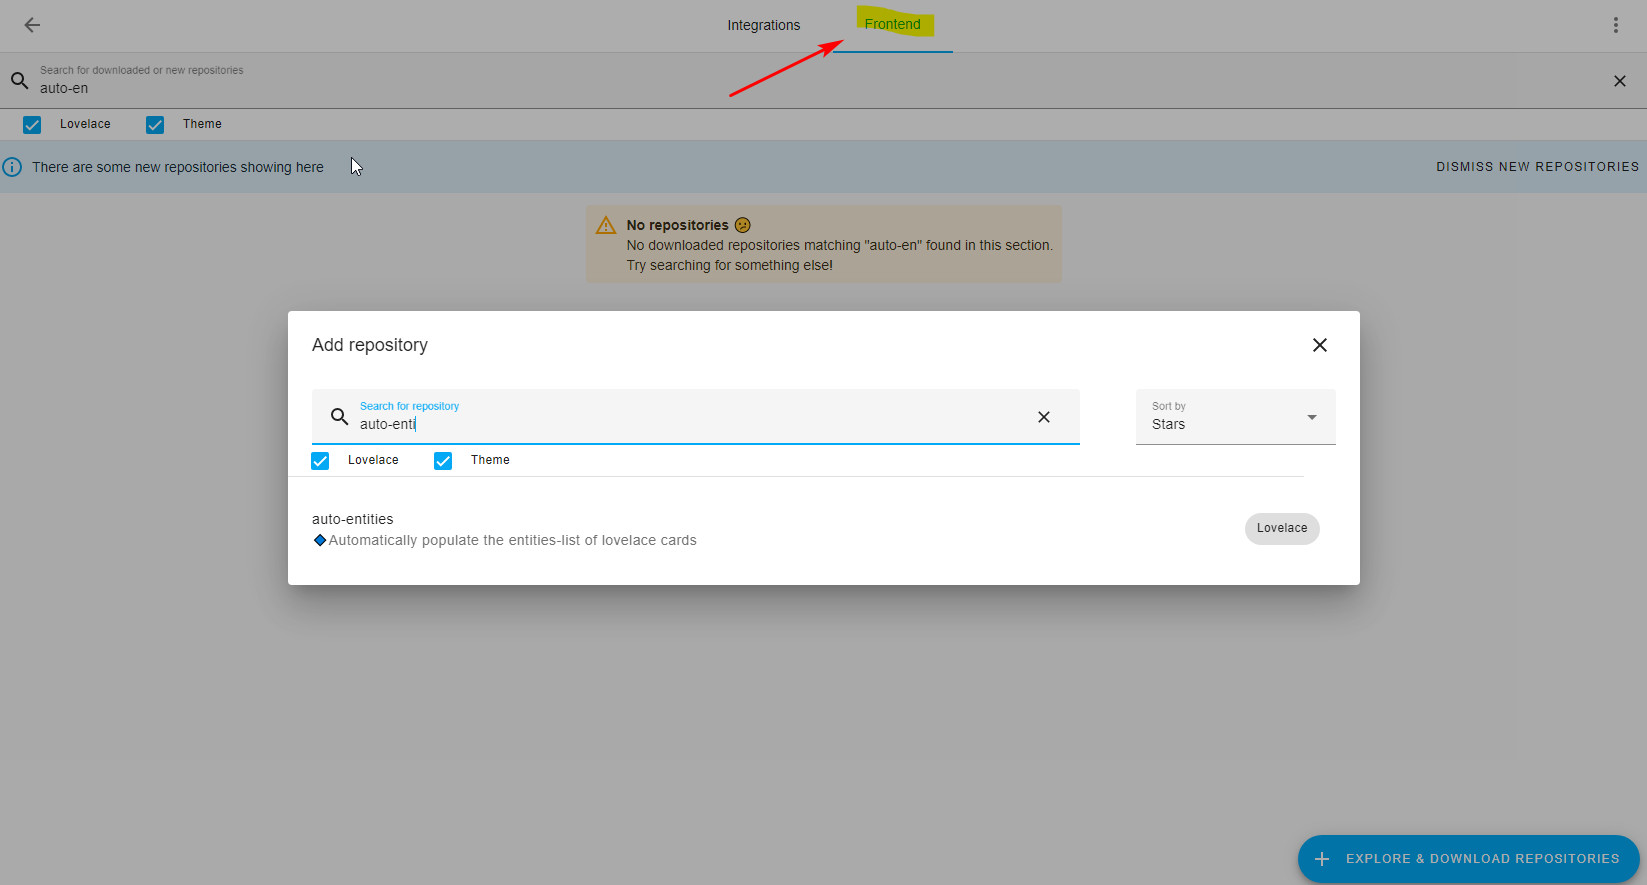 Integrations
Frontend
Search for downloaded or new repositories
auto-en
Lovelace
Theme
There are some new repositories showing here
DISMISS NEW REPOSITORIES
No repositories 😕
No downloaded repositories matching "auto-en" found in this section.
Try searching for something else!
Add repository
Search for repository
auto-enti
Sort by
Stars
Lovelace
Theme
auto-entities
🔹Automatically populate the entities-list of lovelace cards
Lovelace
EXPLORE & DOWNLOAD REPOSITORIES